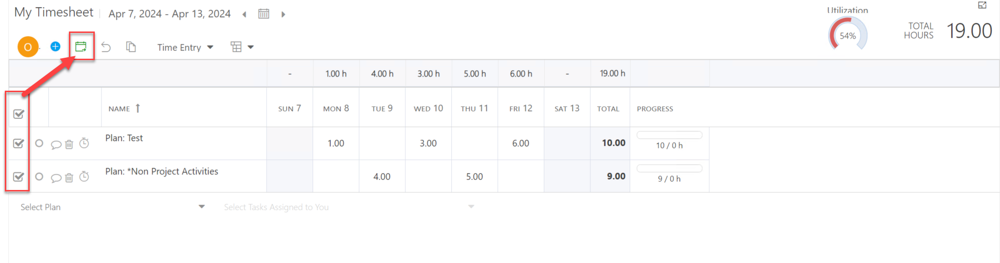 My Timesheet Apr 7, 2024 - Apr 13, 2024
Utilization
54%
TOTAL HOURS 19.00
O Time Entry
- 1.00 h 4.00 h 3.00 h 5.00 h 6.00 h - 19.00 h
NAME SUN 7 MON 8 TUE 9 WED 10 THU 11 FRI 12 SAT 13 TOTAL PROGRESS
Plan: Test 1.00 3.00 6.00 10.00 10 / 0 h
Plan: *Non Project Activities 4.00 5.00 9.00 9 / 0 h
Select Plan Select Tasks Assigned to You